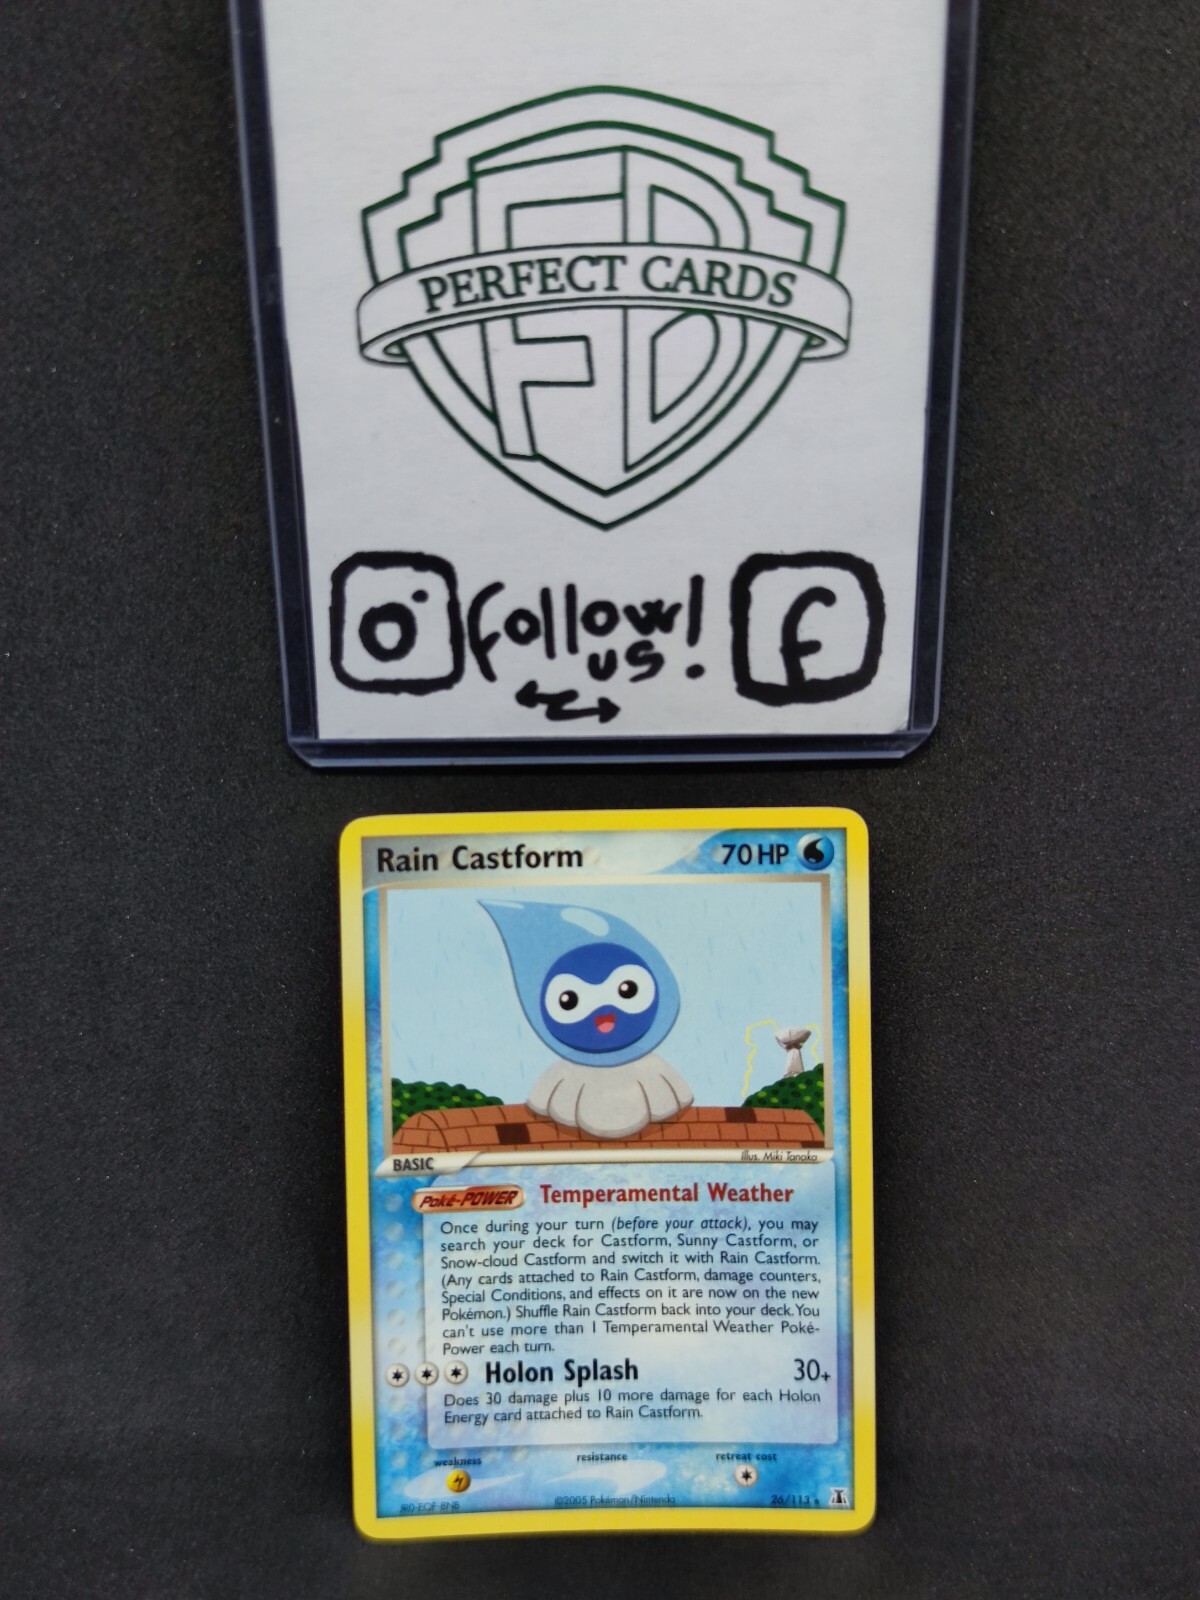 PERFECT CARDS
FB
follow us!
f
Rain Castform 70 HP
BASIC
Illus. Miki Tanaka
Poké-POWER Temperamental Weather
Once during your turn (before your attack), you may
search your deck for Castform, Sunny Castform, or
Snow-cloud Castform and switch it with Rain Castform.
(Any cards attached to Rain Castform, damage counters,
Special Conditions, and effects on it are now on the new
Pokémon.) Shuffle Rain Castform back into your deck. You
can't use more than 1 Temperamental Weather Poké-
Power each turn.
Holon Splash 30+
Does 30 damage plus 10 more damage for each Holon
Energy card attached to Rain Castform.
weakness resistance retreat cost
©2005 Pokémon/Nintendo 26/113